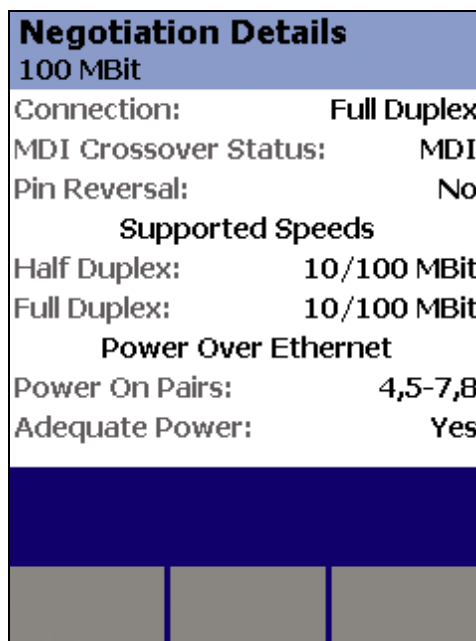 Negotiation Details
100 MBit
Connection: Full Duplex
MDI Crossover Status: MDI
Pin Reversal: No
Supported Speeds
Half Duplex: 10/100 MBit
Full Duplex: 10/100 MBit
Power Over Ethernet
Power On Pairs: 4,5-7,8
Adequate Power: Yes